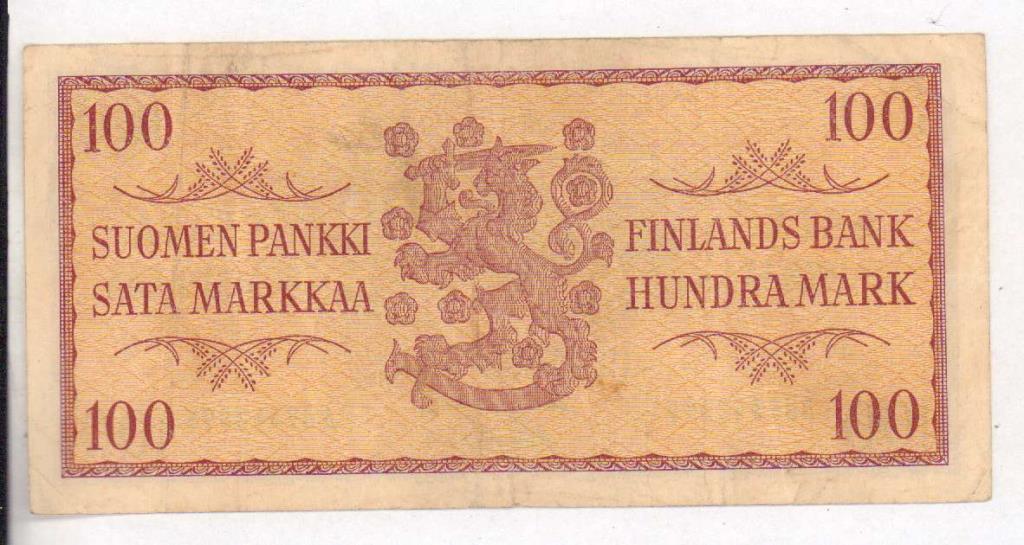 100
100
SUOMEN PANKKI
SATA MARKKAA
FINLANDS BANK
HUNDRA MARK
100
100